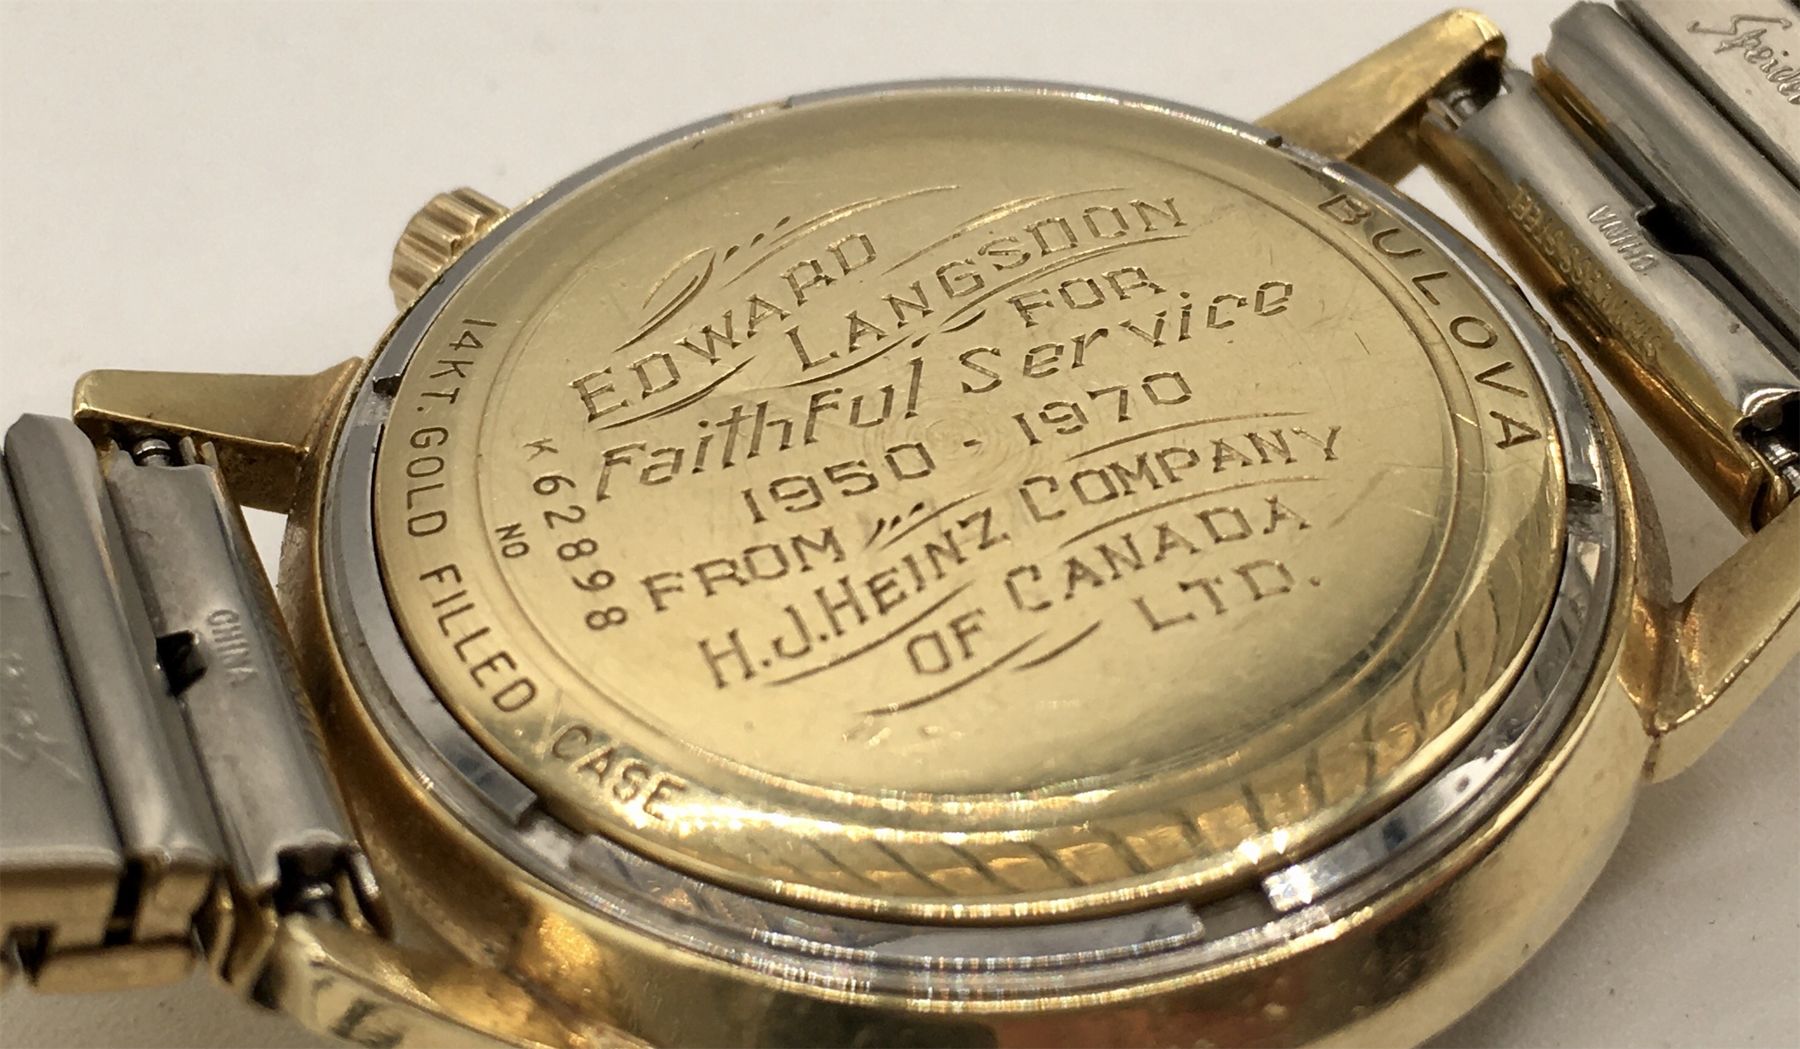 EDWARD
LANGSDON
FOR
Faithful Service
1950 - 1970
FROM
H.J. HEINZ COMPANY
OF CANADA
LTD.
BULOVA
14KT. GOLD FILLED CASE
K 62898
NO
CHINA
CHINA